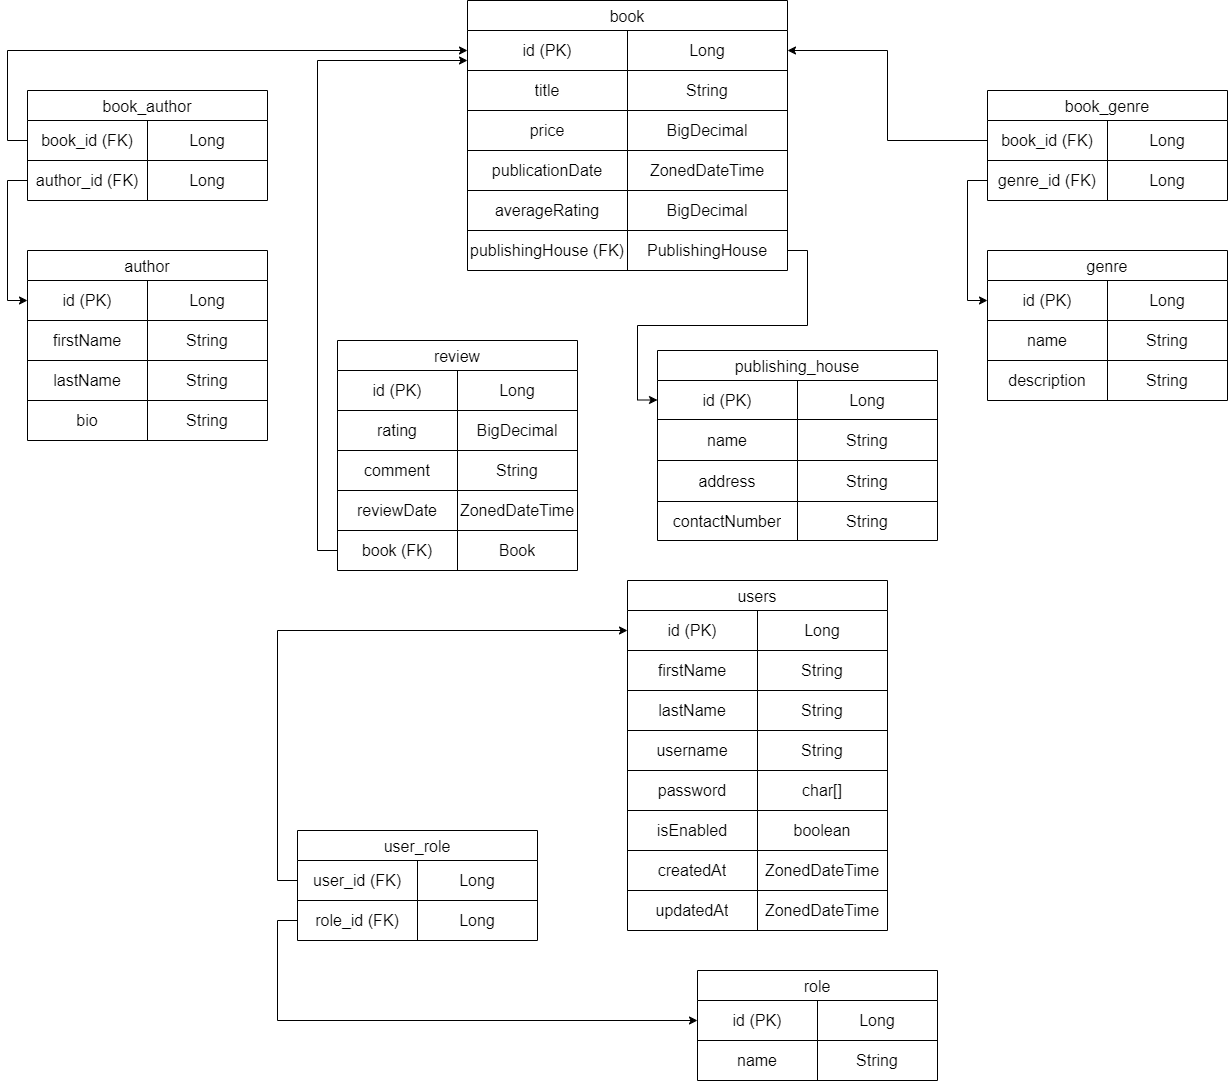 book
id (PK) Long
title String
price BigDecimal
publicationDate ZonedDateTime
averageRating BigDecimal
publishingHouse (FK) PublishingHouse
book_author
book_id (FK) Long
author_id (FK) Long
book_genre
book_id (FK) Long
genre_id (FK) Long
author
id (PK) Long
firstName String
lastName String
bio String
genre
id (PK) Long
name String
description String
review
id (PK) Long
rating BigDecimal
comment String
reviewDate ZonedDateTime
book (FK) Book
publishing_house
id (PK) Long
name String
address String
contactNumber String
users
id (PK) Long
firstName String
lastName String
username String
password char[]
isEnabled boolean
createdAt ZonedDateTime
updatedAt ZonedDateTime
user_role
user_id (FK) Long
role_id (FK) Long
role
id (PK) Long
name String